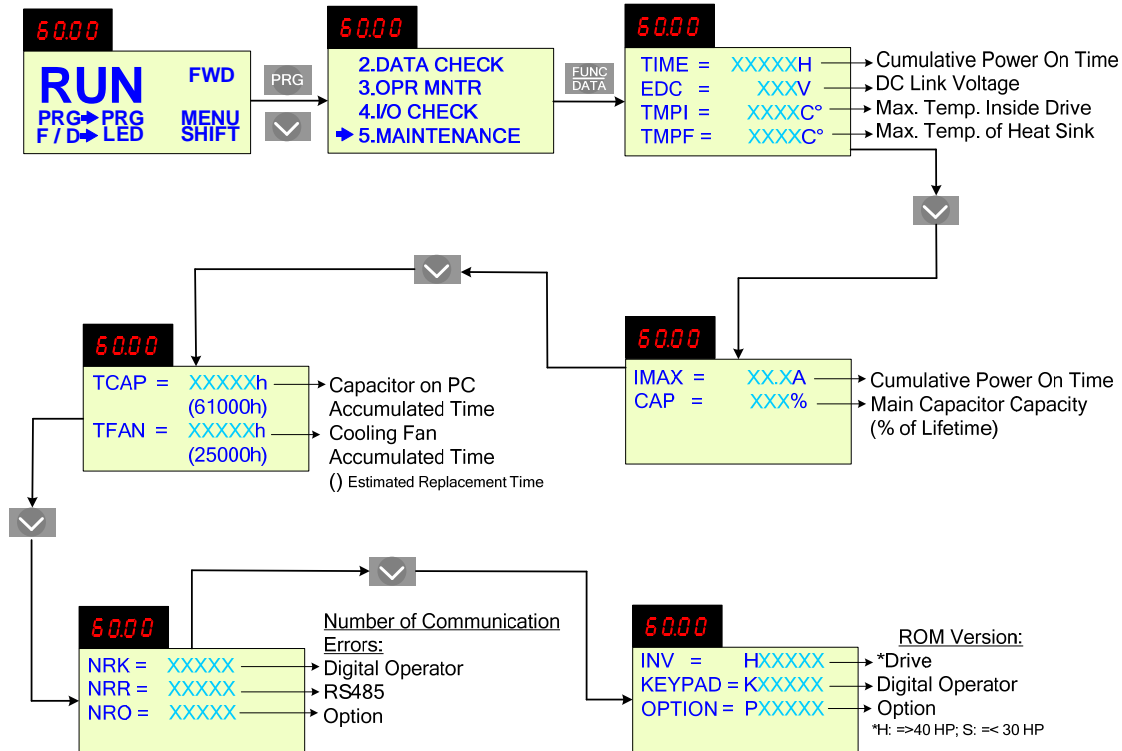 60.00
RUN FWD
PRG➔PRG MENU
F / D➔LED SHIFT
PRG
60.00
2.DATA CHECK
3.OPR MNTR
4.I/O CHECK
➔ 5.MAINTENANCE
FUNC
DATA
60.00
TIME = XXXXXH Cumulative Power On Time
EDC = XXXV DC Link Voltage
TMPI = XXXXC° Max. Temp. Inside Drive
TMPF = XXXXC° Max. Temp. of Heat Sink
60.00
IMAX = XX.XA Cumulative Power On Time
CAP = XXX% Main Capacitor Capacity
(% of Lifetime)
60.00
TCAP = XXXXXh Capacitor on PC
(61000h) Accumulated Time
TFAN = XXXXXh Cooling Fan
(25000h) Accumulated Time
() Estimated Replacement Time
60.00
Number of Communication
Errors:
NRK = XXXXX Digital Operator
NRR = XXXXX RS485
NRO = XXXXX Option
60.00
ROM Version:
INV = HXXXXX *Drive
KEYPAD = KXXXXX Digital Operator
OPTION = PXXXXX Option
*H: =>40 HP; S: =< 30 HP